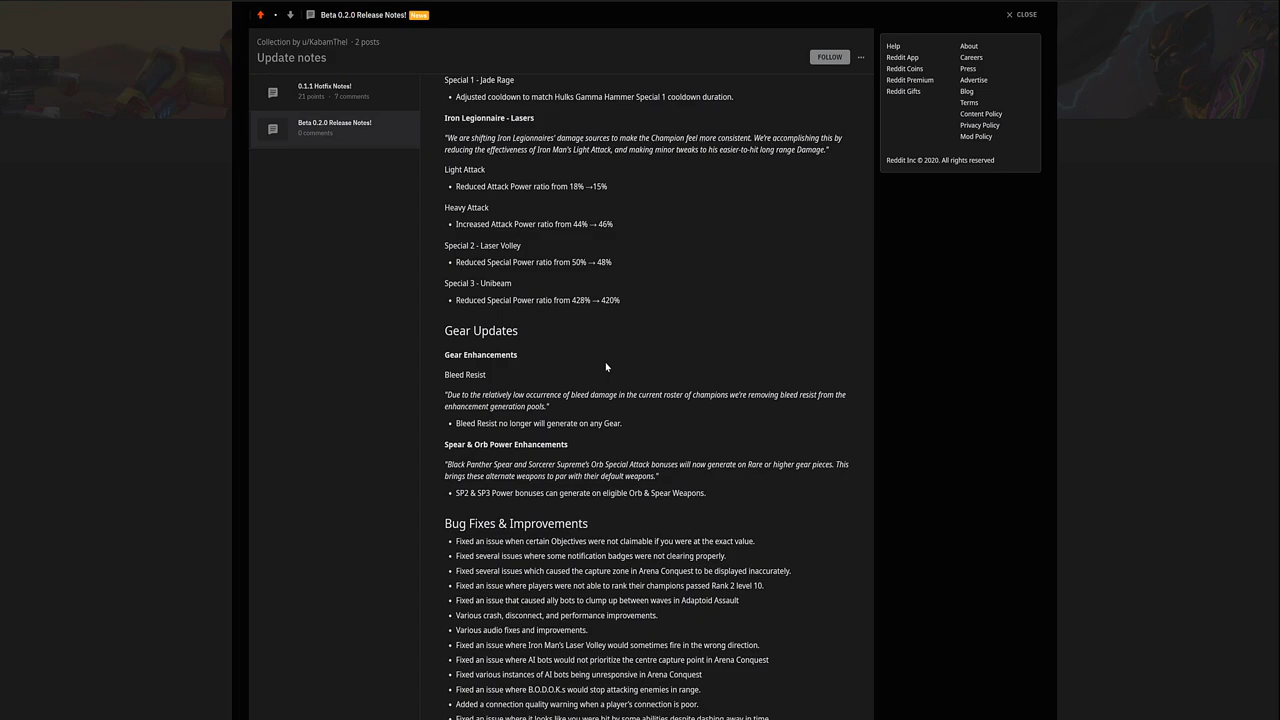 Beta 0.2.0 Release Notes! News
CLOSE
Collection by u/KabamThel · 2 posts
Update notes
FOLLOW
0.1.1 Hotfix Notes!
21 points · 7 comments
Beta 0.2.0 Release Notes!
0 comments
Special 1 - Jade Rage
• Adjusted cooldown to match Hulks Gamma Hammer Special 1 cooldown duration.
Iron Legionnaire - Lasers
"We are shifting Iron Legionnaires' damage sources to make the Champion feel more consistent. We're accomplishing this by
reducing the effectiveness of Iron Man's Light Attack, and making minor tweaks to his easier-to-hit long range Damage."
Light Attack
• Reduced Attack Power ratio from 18% →15%
Heavy Attack
• Increased Attack Power ratio from 44% → 46%
Special 2 - Laser Volley
• Reduced Special Power ratio from 50% → 48%
Special 3 - Unibeam
• Reduced Special Power ratio from 428% → 420%
Gear Updates
Gear Enhancements
Bleed Resist
"Due to the relatively low occurrence of bleed damage in the current roster of champions we're removing bleed resist from the
enhancement generation pools."
• Bleed Resist no longer will generate on any Gear.
Spear & Orb Power Enhancements
"Black Panther Spear and Sorcerer Supreme's Orb Special Attack bonuses will now generate on Rare or higher gear pieces. This
brings these alternate weapons to par with their default weapons."
• SP2 & SP3 Power bonuses can generate on eligible Orb & Spear Weapons.
Bug Fixes & Improvements
• Fixed an issue when certain Objectives were not claimable if you were at the exact value.
• Fixed several issues where some notification badges were not clearing properly.
• Fixed several issues which caused the capture zone in Arena Conquest to be displayed inaccurately.
• Fixed an issue where players were not able to rank their champions passed Rank 2 level 10.
• Fixed an issue that caused ally bots to clump up between waves in Adaptoid Assault
• Various crash, disconnect, and performance improvements.
• Various audio fixes and improvements.
• Fixed an issue where Iron Man's Laser Volley would sometimes fire in the wrong direction.
• Fixed an issue where AI bots would not prioritize the centre capture point in Arena Conquest
• Fixed various instances of AI bots being unresponsive in Arena Conquest
• Fixed an issue where B.O.D.O.K.s would stop attacking enemies in range.
• Added a connection quality warning when a player's connection is poor.
• Fixed an issue where it looks like you were hit by some abilities despite dashing away in time.
Help
Reddit App
Reddit Coins
Reddit Premium
Reddit Gifts
About
Careers
Press
Advertise
Blog
Terms
Content Policy
Privacy Policy
Mod Policy
Reddit Inc © 2020. All rights reserved